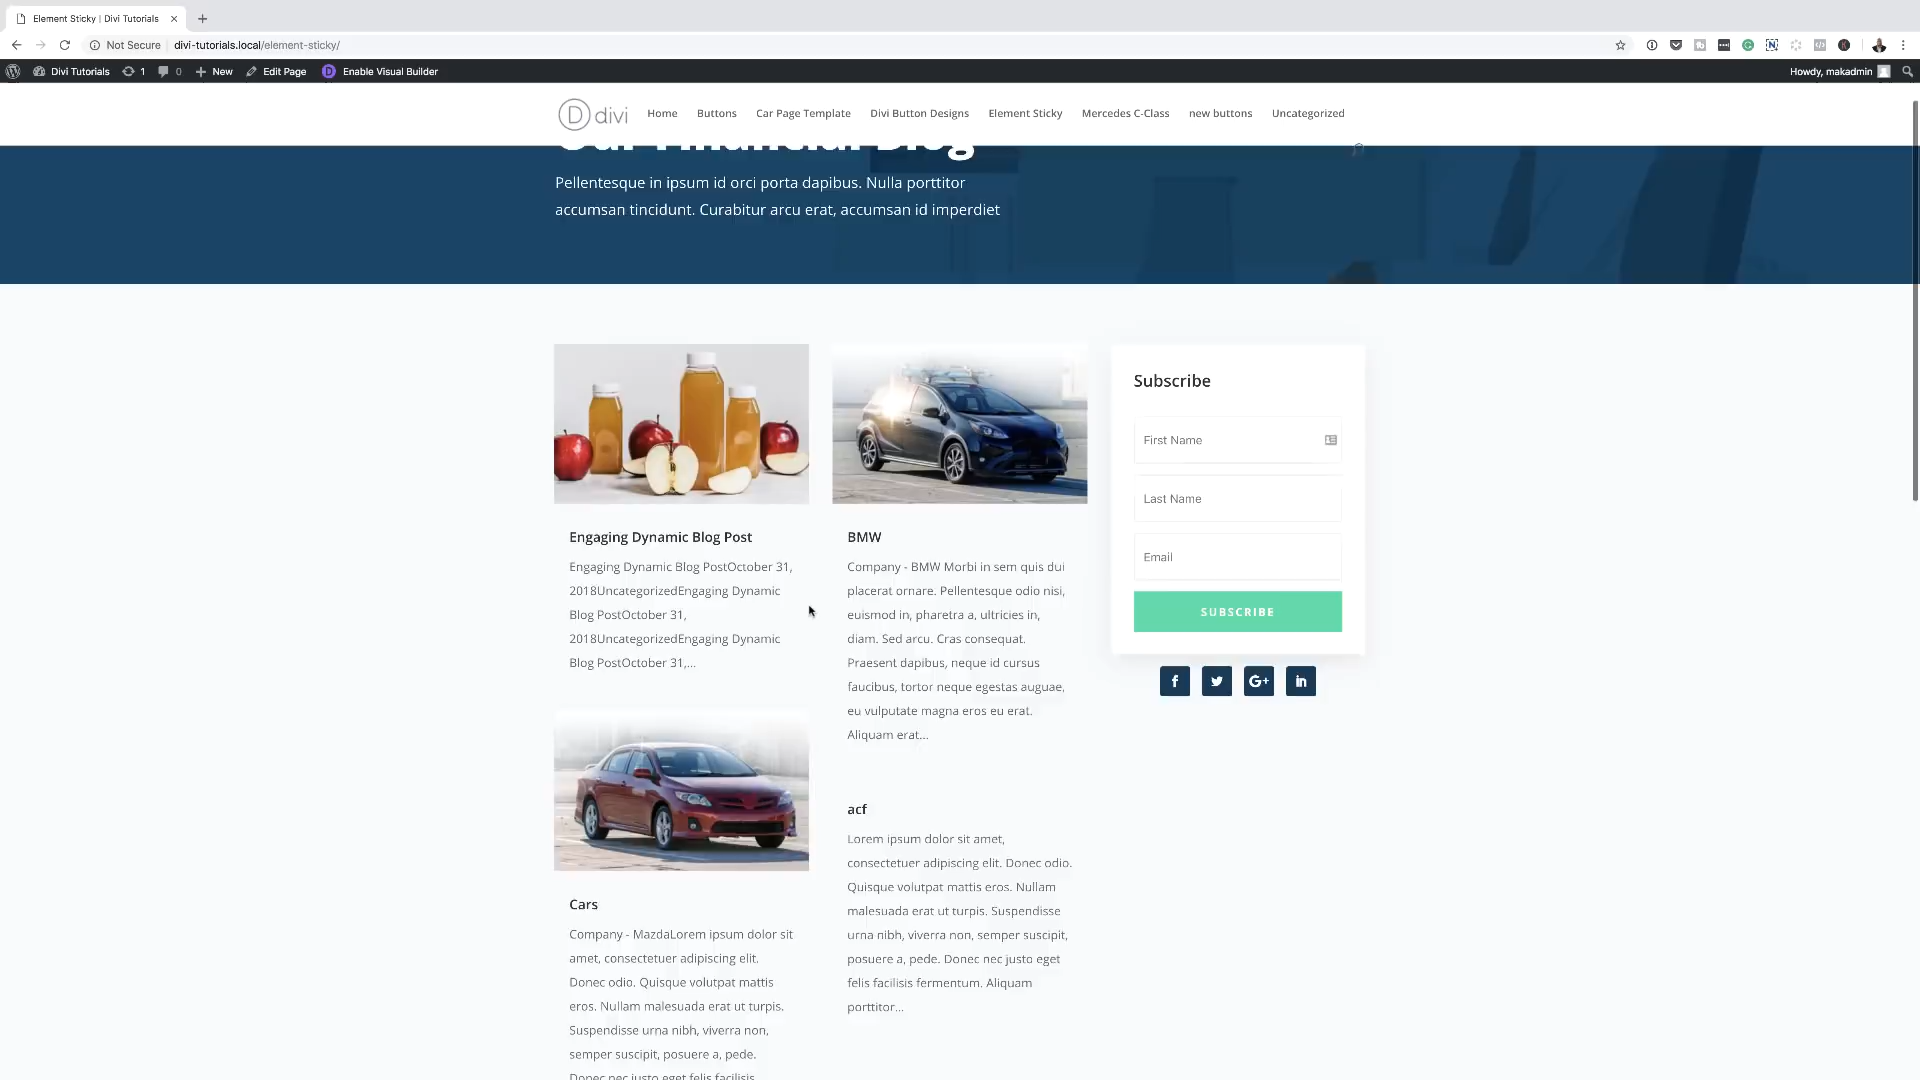 Element Sticky | Divi Tutorials
Not Secure
divi-tutorials.local/element-sticky/
Divi Tutorials
1
0
New
Edit Page
D
Enable Visual Builder
Howdy, makadmin
D divi
Home
Buttons
Car Page Template
Divi Button Designs
Element Sticky
Mercedes C-Class
new buttons
Uncategorized
Our Financial Blog
Pellentesque in ipsum id orci porta dapibus. Nulla porttitor
accumsan tincidunt. Curabitur arcu erat, accumsan id imperdiet
Engaging Dynamic Blog Post
Engaging Dynamic Blog PostOctober 31,
2018UncategorizedEngaging Dynamic
Blog PostOctober 31,
2018UncategorizedEngaging Dynamic
Blog PostOctober 31,...
Cars
Company - MazdaLorem ipsum dolor sit
amet, consectetuer adipiscing elit.
Donec odio. Quisque volutpat mattis
eros. Nullam malesuada erat ut turpis.
Suspendisse urna nibh, viverra non,
semper suscipit, posuere a, pede.
Donec nec justo eget felis facilisis
BMW
Company - BMW Morbi in sem quis dui
placerat ornare. Pellentesque odio nisi,
euismod in, pharetra a, ultricies in,
diam. Sed arcu. Cras consequat.
Praesent dapibus, neque id cursus
faucibus, tortor neque egestas auguae,
eu vulputate magna eros eu erat.
Aliquam erat...
acf
Lorem ipsum dolor sit amet,
consectetuer adipiscing elit. Donec odio.
Quisque volutpat mattis eros. Nullam
malesuada erat ut turpis. Suspendisse
urna nibh, viverra non, semper suscipit,
posuere a, pede. Donec nec justo eget
felis facilisis fermentum. Aliquam
porttitor...
Subscribe
First Name
Last Name
Email
SUBSCRIBE
f
G+
in